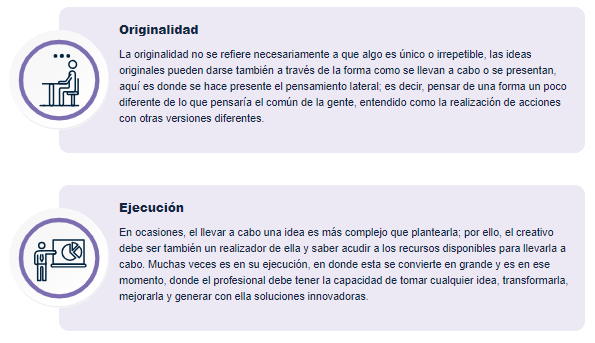 Originalidad
La originalidad no se refiere necesariamente a que algo es único o irrepetible, las ideas
originales pueden darse también a través de la forma como se llevan a cabo o se presentan,
aquí es donde se hace presente el pensamiento lateral; es decir, pensar de una forma un poco
diferente de lo que pensaría el común de la gente, entendido como la realización de acciones
con otras versiones diferentes.
Ejecución
En ocasiones, el llevar a cabo una idea es más complejo que plantearla; por ello, el creativo
debe ser también un realizador de ella y saber acudir a los recursos disponibles para llevarla a
cabo. Muchas veces es en su ejecución, en donde esta se convierte en grande y es en ese
momento, donde el profesional debe tener la capacidad de tomar cualquier idea, transformarla,
mejorarla y generar con ella soluciones innovadoras.